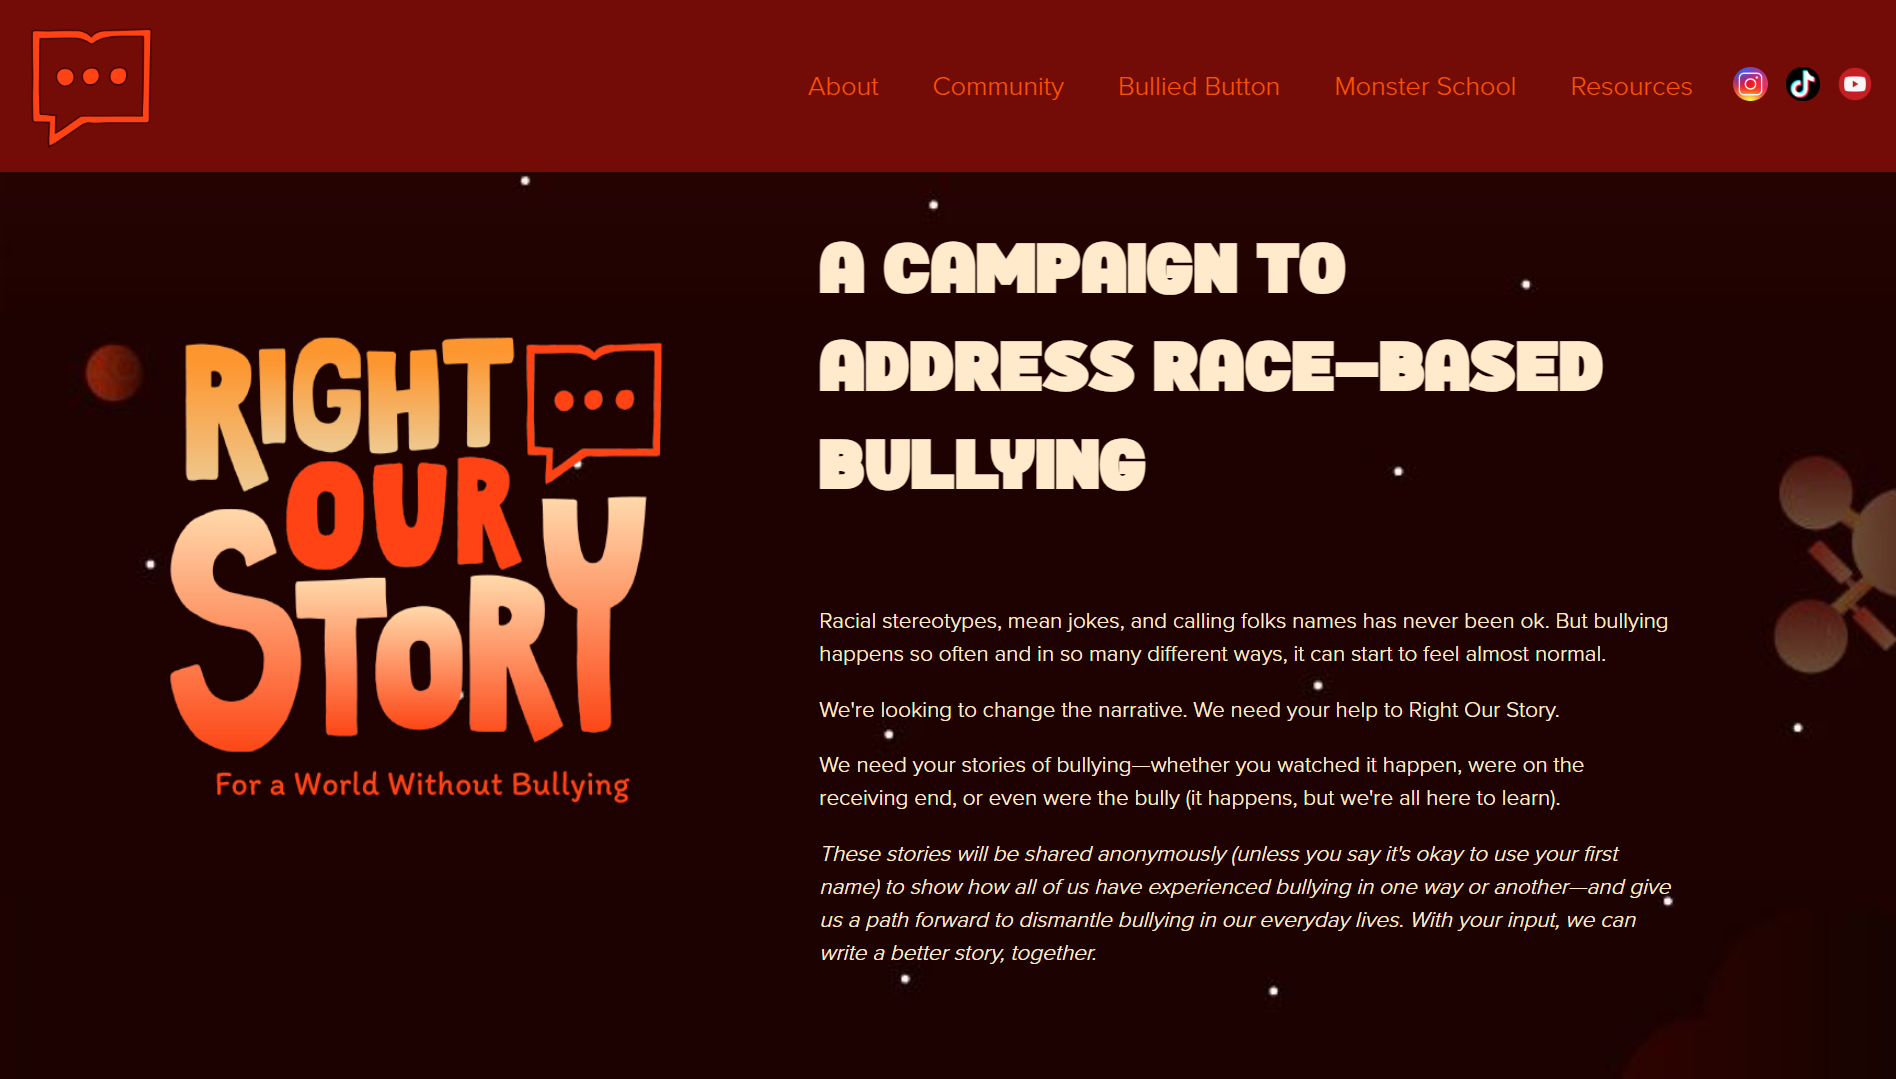 About
Community
Bullied Button
Monster School
Resources
RIGHT
OUR
STORY
For a World Without Bullying
A CAMPAIGN TO
ADDRESS RACE—BASED
BULLYING
Racial stereotypes, mean jokes, and calling folks names has never been ok. But bullying
happens so often and in so many different ways, it can start to feel almost normal.
We're looking to change the narrative. We need your help to Right Our Story.
We need your stories of bullying—whether you watched it happen, were on the
receiving end, or even were the bully (it happens, but we're all here to learn).
These stories will be shared anonymously (unless you say it's okay to use your first
name) to show how all of us have experienced bullying in one way or another—and give
us a path forward to dismantle bullying in our everyday lives. With your input, we can
write a better story, together.